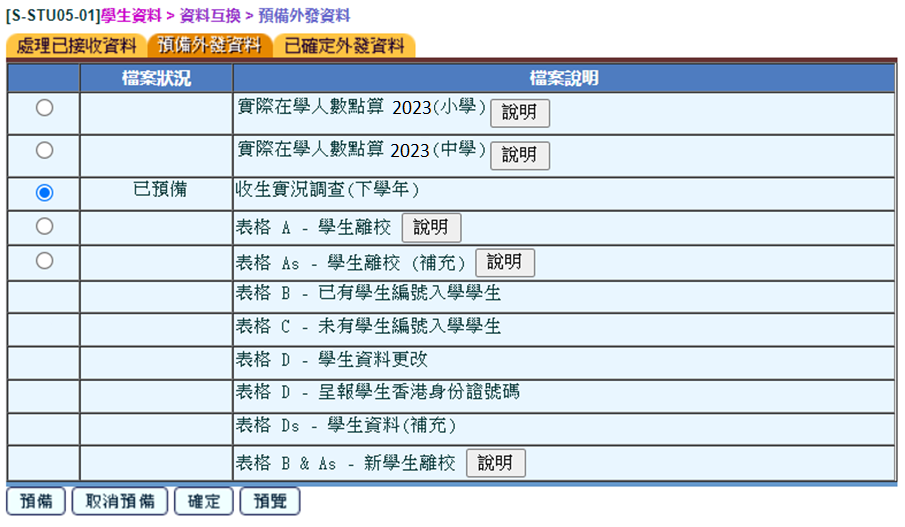 [S-STU05-01]學生資料 > 資料互換 > 預備外發資料
處理已接收資料 預備外發資料 已確定外發資料
檔案狀況 檔案說明
實際在學人數點算 2023(小學) 說明
實際在學人數點算 2023(中學) 說明
已預備 收生實況調查(下學年)
表格 A - 學生離校 說明
表格 As - 學生離校 (補充) 說明
表格 B - 已有學生編號入學學生
表格 C - 未有學生編號入學學生
表格 D - 學生資料更改
表格 D - 呈報學生香港身份證號碼
表格 Ds - 學生資料(補充)
表格 B & As - 新學生離校 說明
預備 取消預備 確定 預覽